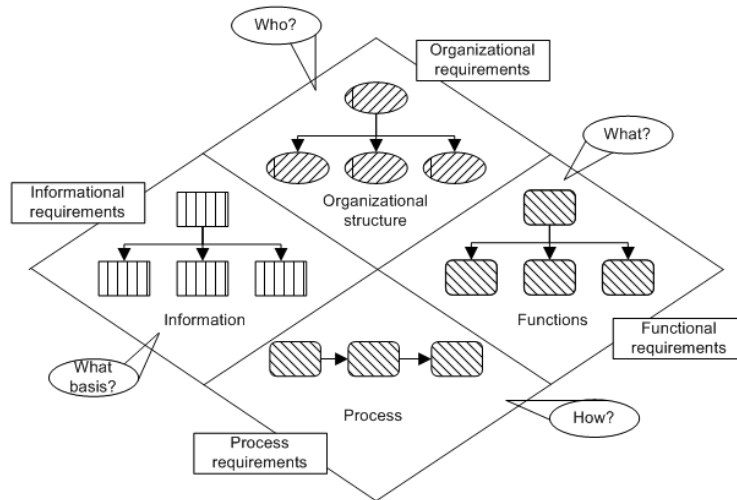 Who?
Organizational
requirements
What?
Informational
requirements
Organizational
structure
Information
Functions
Functional
requirements
What
basis?
Process
How?
Process
requirements